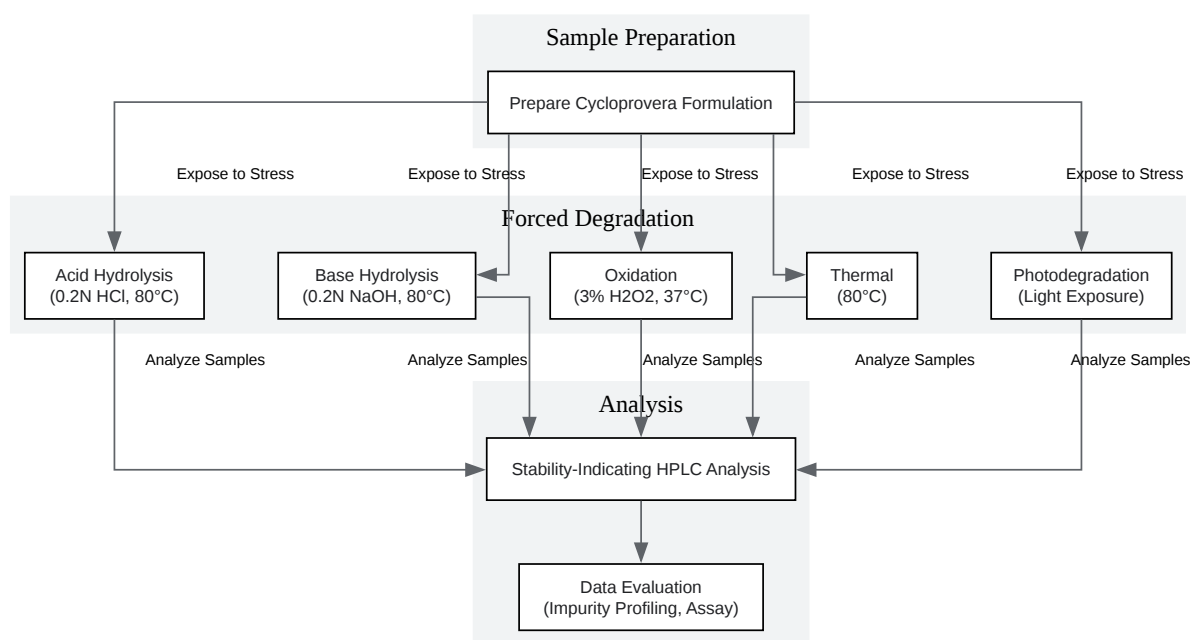 Sample Preparation
Prepare Cycloprovera Formulation
Expose to Stress
Expose to Stress
Expose to Stress
Expose to Stress
Expose to Stress
Forced Degradation
Acid Hydrolysis
(0.2N HCl, 80°C)
Base Hydrolysis
(0.2N NaOH, 80°C)
Oxidation
(3% H2O2, 37°C)
Thermal
(80°C)
Photodegradation
(Light Exposure)
Analyze Samples
Analyze Samples
Analyze Samples
Analyze Samples
Analyze Samples
Analysis
Stability-Indicating HPLC Analysis
Data Evaluation
(Impurity Profiling, Assay)